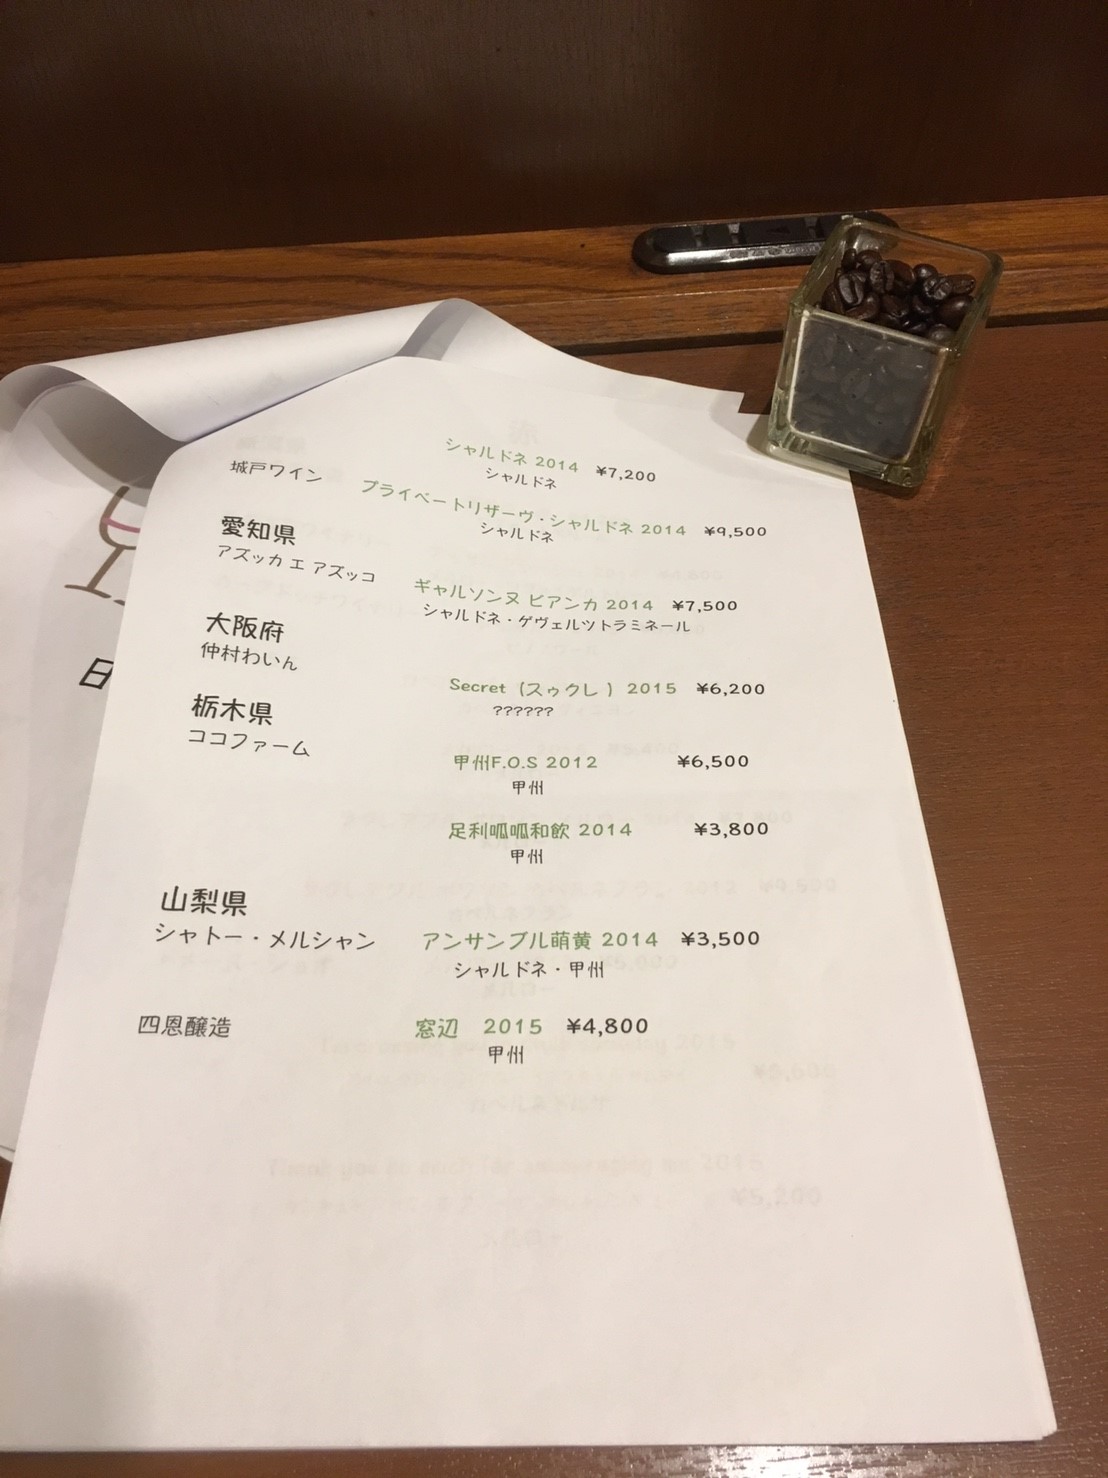 シャルドネ 2014 ¥7,200
シャルドネ
城戸ワイン
プライベートリザーヴ・シャルドネ 2014 ¥9,500
シャルドネ
愛知県
アズッカ エ アズッコ
ギャルソンヌ ビアンカ 2014 ¥7,500
シャルドネ・ゲヴェルツトラミネール
大阪府
仲村わいん
Secret (スゥクレ) 2015 ¥6,200
??????
栃木県
ココファーム
甲州F.O.S 2012 ¥6,500
甲州
足利呱呱和飲 2014 ¥3,800
甲州
山梨県
シャトー・メルシャン アンサンブル萌黄 2014 ¥3,500
シャルドネ・甲州
四恩醸造 窓辺 2015 ¥4,800
甲州
日